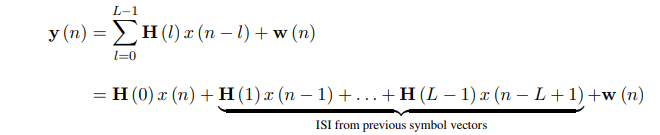 y(n) = ∑_{l=0}^{L−1} H(l) x(n − l) + w(n)
= H(0) x(n) + H(1) x(n − 1) + . . . + H(L − 1) x(n − L + 1) +w(n)
ISI from previous symbol vectors